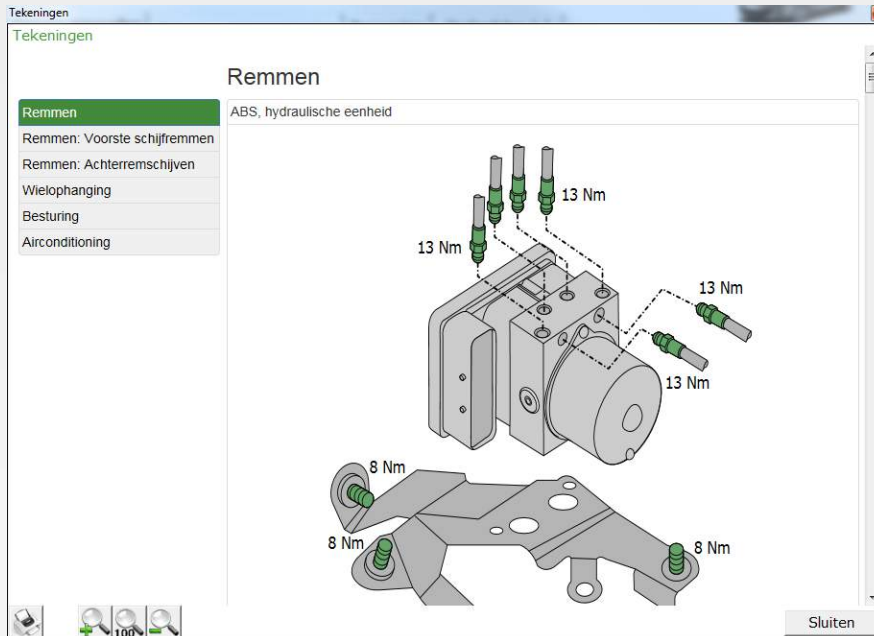 Tekeningen
Tekeningen
Remmen
Remmen
Remmen: Voorste schijfremmen
Remmen: Achterremschijven
Wielophanging
Besturing
Airconditioning
ABS, hydraulische eenheid
13 Nm
13 Nm
13 Nm
13 Nm
8 Nm
8 Nm
8 Nm
100
Sluiten